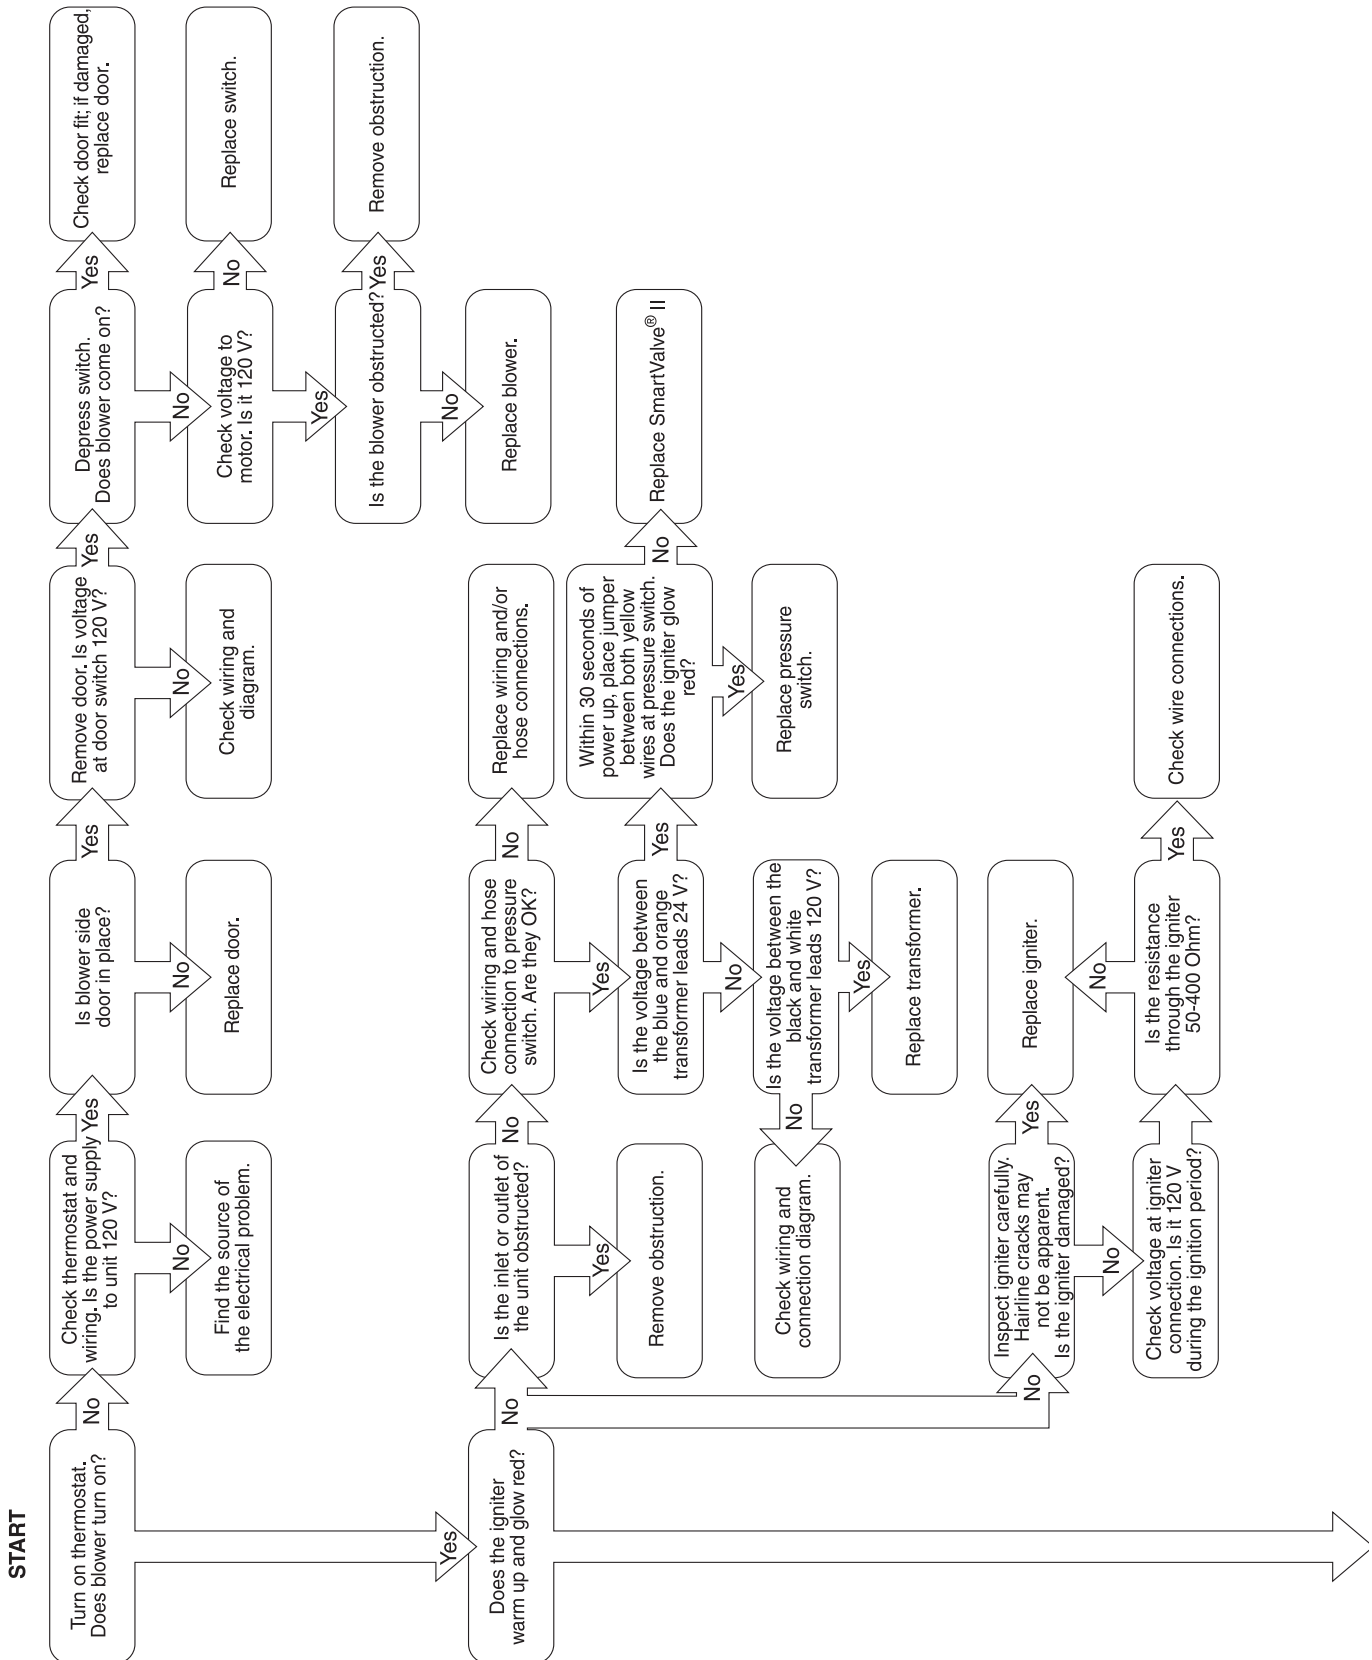 START
Turn on thermostat.
Does blower turn on?
No
Check thermostat and
wiring. Is the power supply
to unit 120 V?
Yes
Is blower side
door in place?
Yes
Remove door. Is voltage
at door switch 120 V?
Yes
Depress switch.
Does blower come on?
Yes
Check door fit; if damaged,
replace door.
No
Find the source of
the electrical problem.
No
Replace door.
No
Check wiring and
diagram.
No
Check voltage to
motor. Is it 120 V?
No
Replace switch.
Yes
Is the blower obstructed?
Yes
Remove obstruction.
No
Replace blower.
Yes
Does the igniter
warm up and glow red?
No
Is the inlet or outlet of
the unit obstructed?
No
Check wiring and hose
connection to pressure
switch. Are they OK?
No
Replace wiring and/or
hose connections.
Yes
Remove obstruction.
Yes
Is the voltage between
the blue and orange
transformer leads 24 V?
Yes
Within 30 seconds of
power up, place jumper
between both yellow
wires at pressure switch.
Does the igniter glow
red?
No
Replace SmartValve® II
No
Is the voltage between the
black and white
transformer leads 120 V?
No
Check wiring and
connection diagram.
Yes
Replace pressure
switch.
Yes
Replace transformer.
No
Inspect igniter carefully.
Hairline cracks may
not be apparent.
Is the igniter damaged?
Yes
Replace igniter.
No
Check voltage at igniter
connection. Is it 120 V
during the ignition period?
Is the resistance
through the igniter
50-400 Ohm?
No
Yes
Check wire connections.